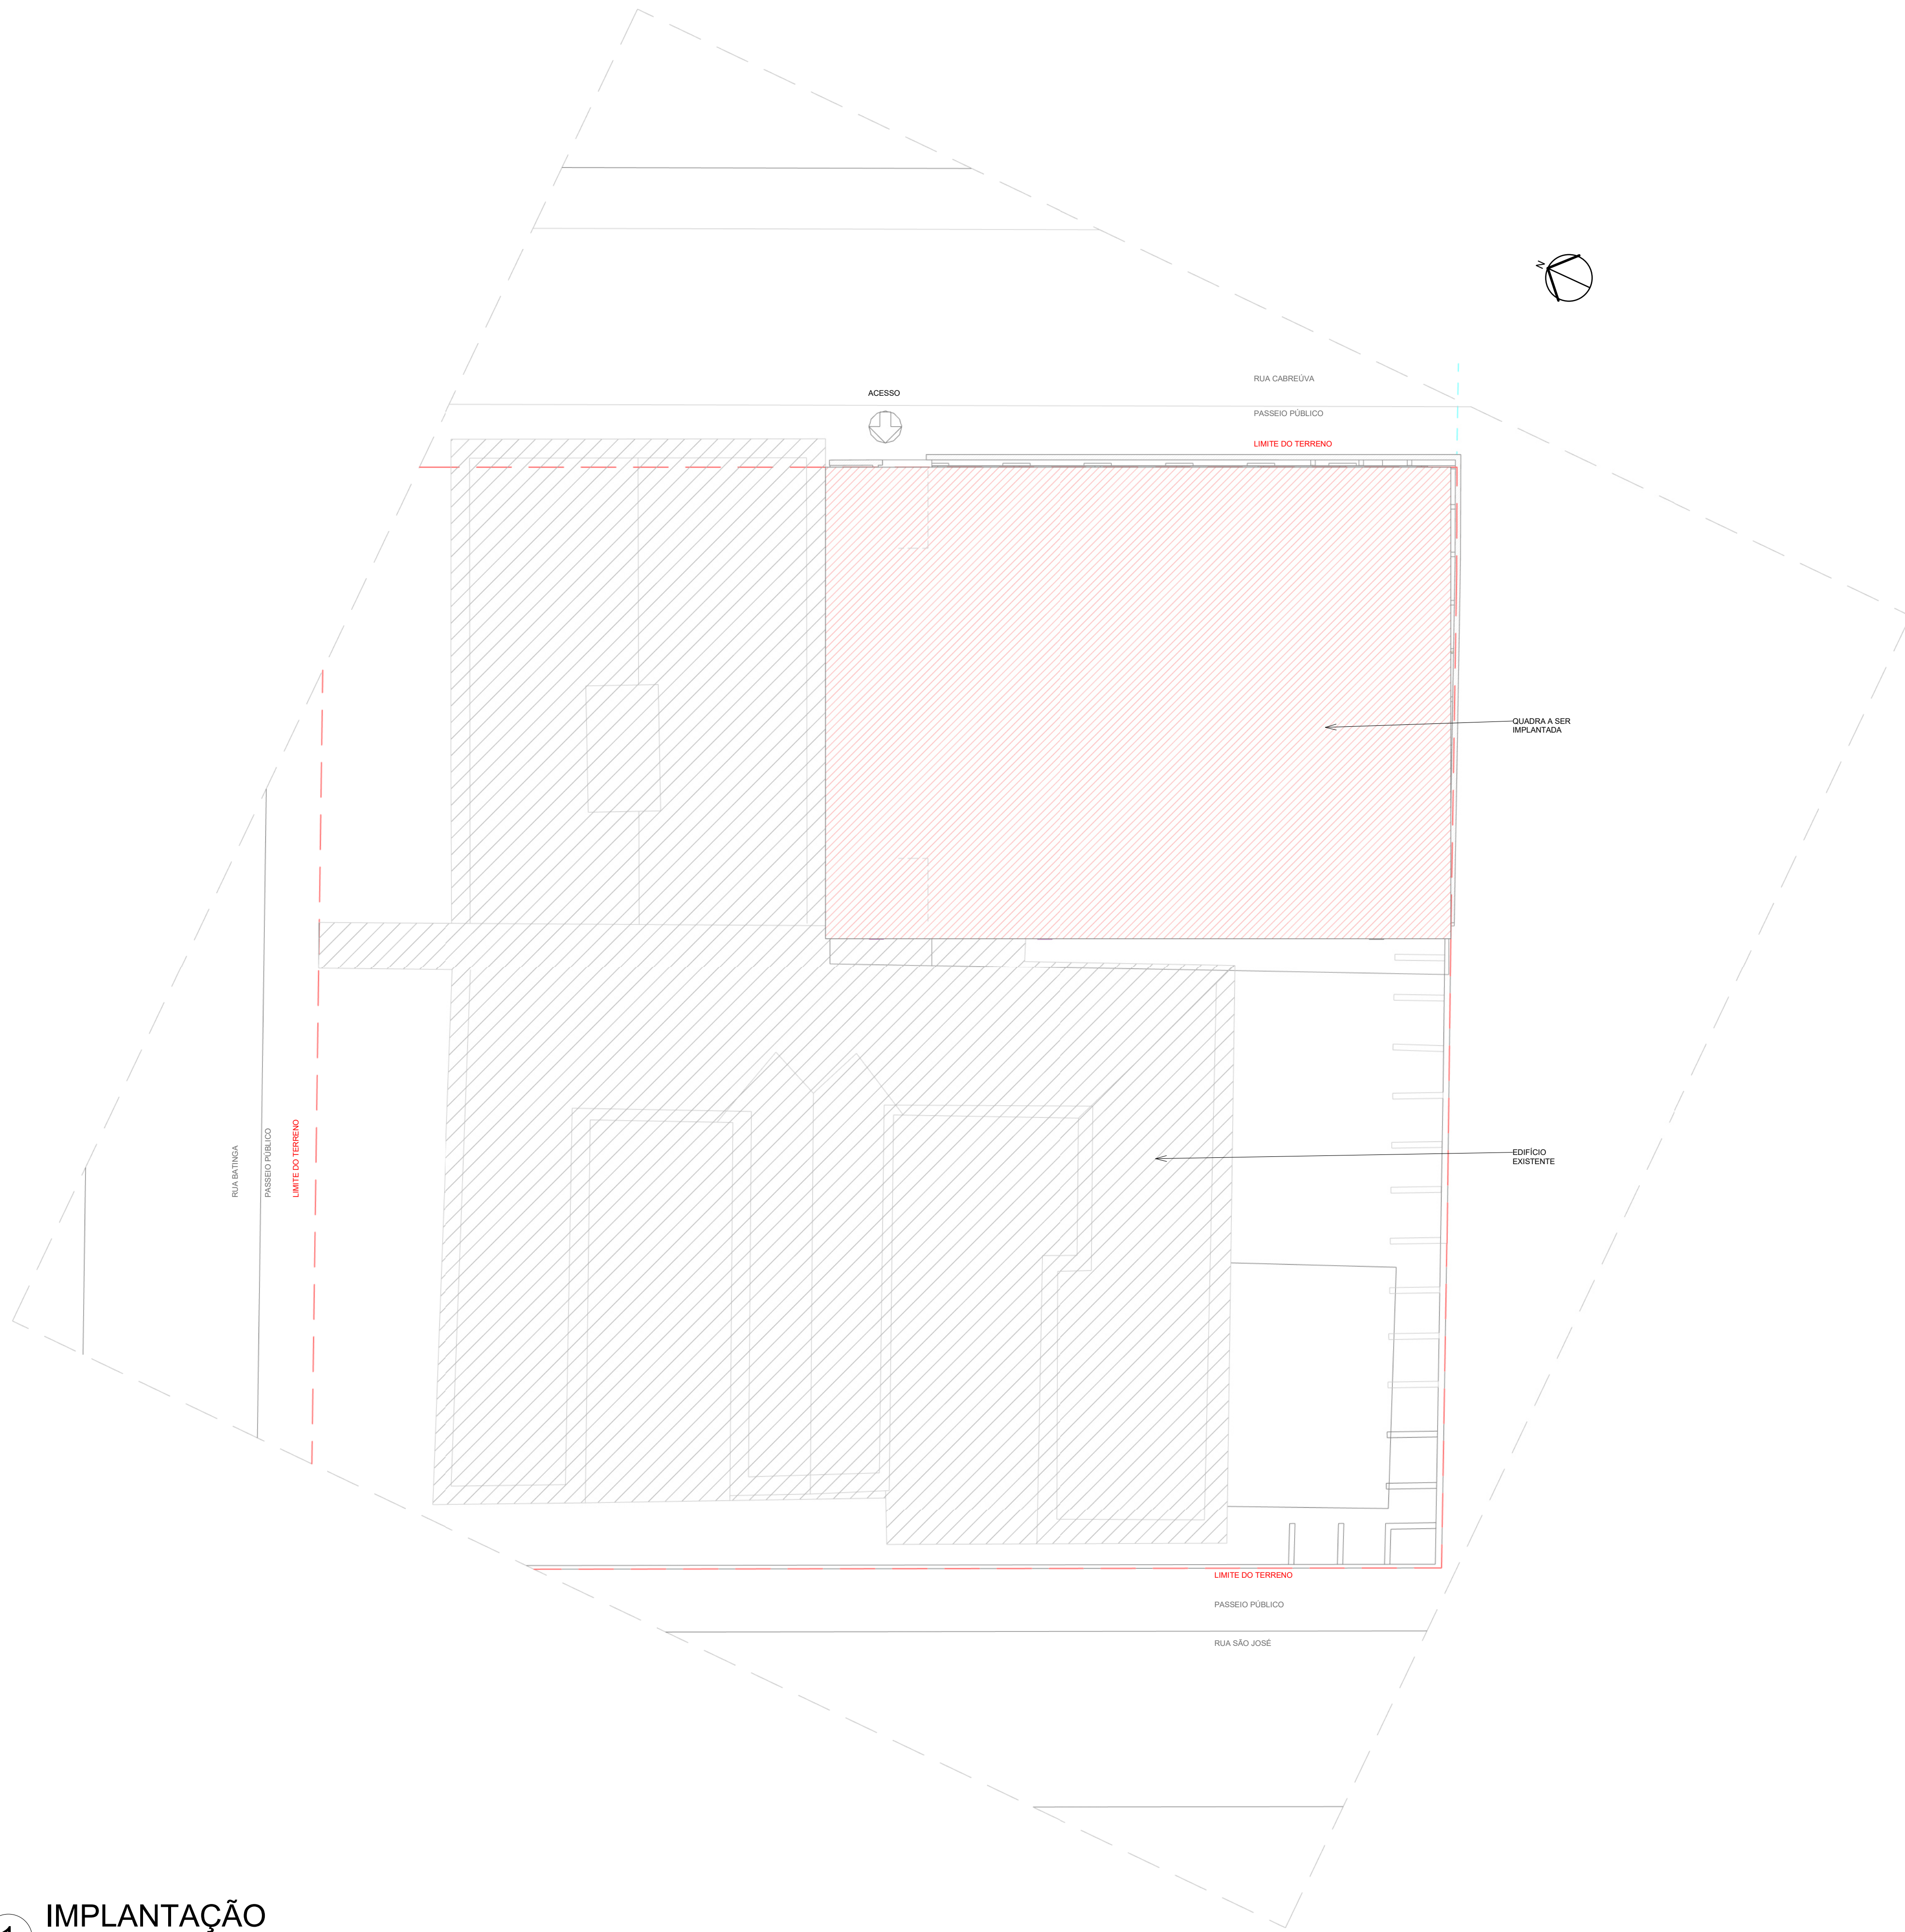 N
RUA CABREÚVA
ACESSO
PASSEIO PÚBLICO
LIMITE DO TERRENO
QUADRA A SER
IMPLANTADA
RUA BATINGA
PASSEIO PÚBLICO
LIMITE DO TERRENO
EDIFÍCIO
EXISTENTE
LIMITE DO TERRENO
PASSEIO PÚBLICO
RUA SÃO JOSÉ
IMPLANTAÇÃO
1